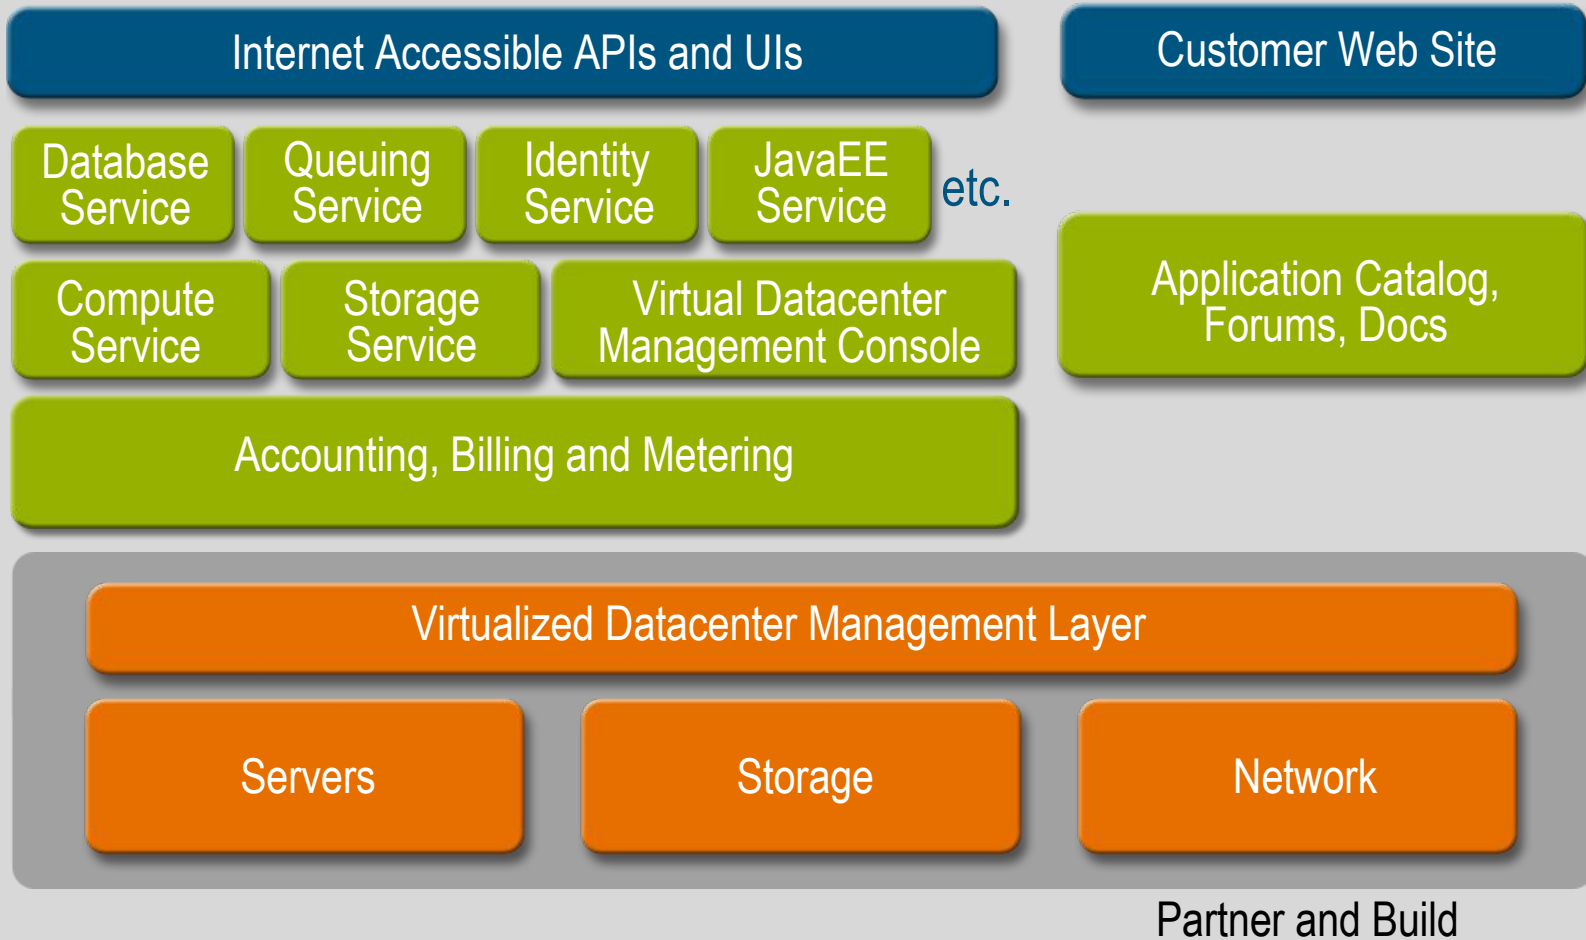 Internet Accessible APIs and UIs
Customer Web Site
Database
Service
Queuing
Service
Identity
Service
JavaEE
Service
etc.
Compute
Service
Storage
Service
Virtual Datacenter
Management Console
Application Catalog,
Forums, Docs
Accounting, Billing and Metering
Virtualized Datacenter Management Layer
Servers
Storage
Network
Partner and Build